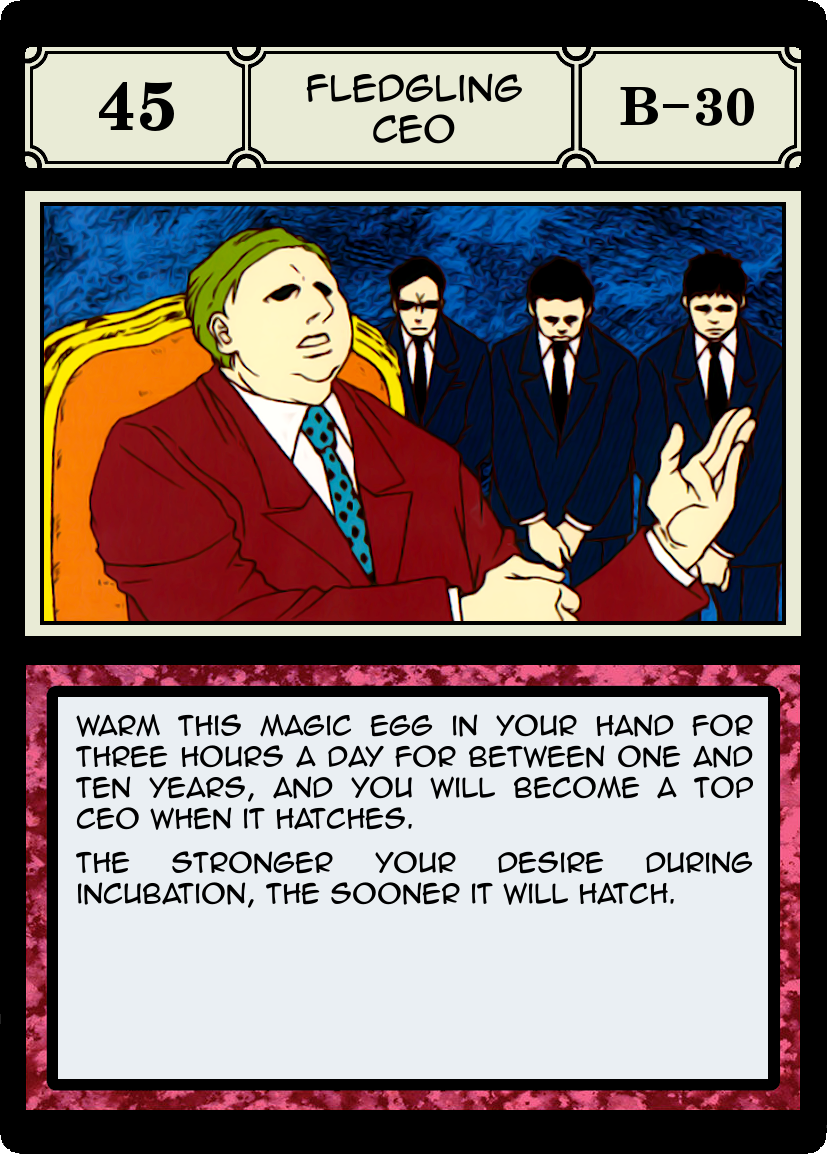 45
FLEDGLING
CEO
B-30
WARM THIS MAGIC EGG IN YOUR HAND FOR
THREE HOURS A DAY FOR BETWEEN ONE AND
TEN YEARS, AND YOU WILL BECOME A TOP
CEO WHEN IT HATCHES.
THE STRONGER YOUR DESIRE DURING
INCUBATION, THE SOONER IT WILL HATCH.